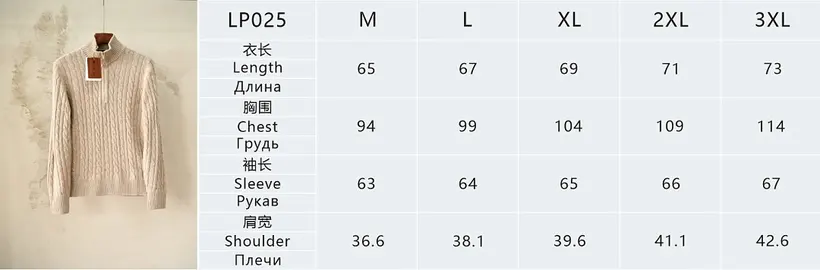 LP025 M L XL 2XL 3XL
衣长
Length 65 67 69 71 73
Длина
胸围
Chest 94 99 104 109 114
Грудь
袖长
Sleeve 63 64 65 66 67
Рукав
肩宽
Shoulder 36.6 38.1 39.6 41.1 42.6
Плечи